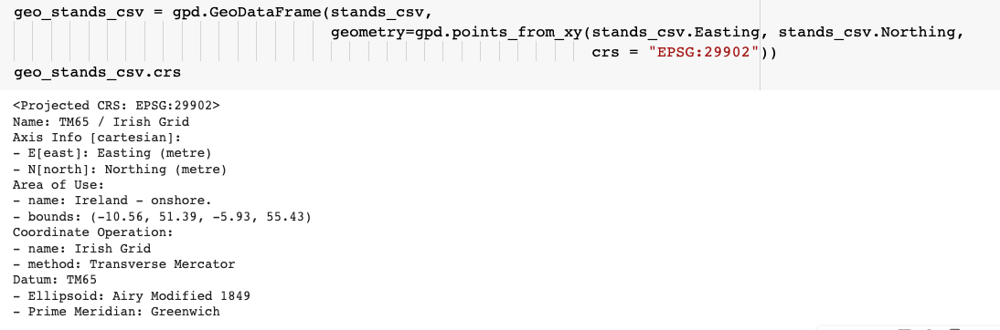 geo_stands_csv = gpd.GeoDataFrame(stands_csv,
geometry=gpd.points_from_xy(stands_csv.Easting, stands_csv.Northing,
crs = "EPSG:29902"))
geo_stands_csv.crs
<Projected CRS: EPSG:29902>
Name: TM65 / Irish Grid
Axis Info [cartesian]:
- E[east]: Easting (metre)
- N[north]: Northing (metre)
Area of Use:
- name: Ireland - onshore.
- bounds: (-10.56, 51.39, -5.93, 55.43)
Coordinate Operation:
- name: Irish Grid
- method: Transverse Mercator
Datum: TM65
- Ellipsoid: Airy Modified 1849
- Prime Meridian: Greenwich